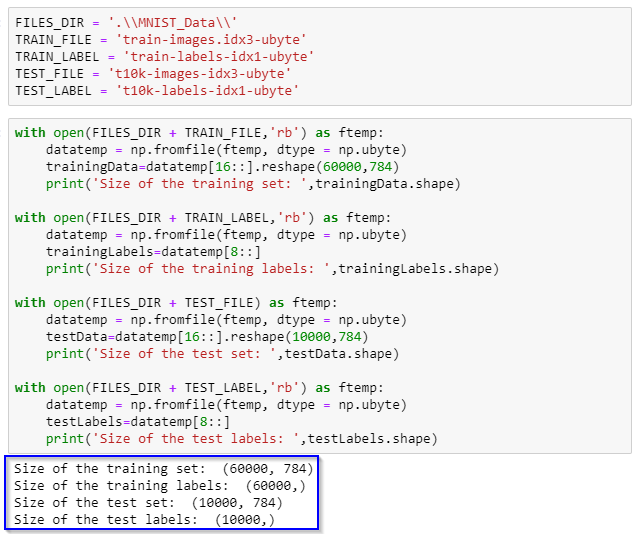 FILES_DIR = '.\\MNIST_Data\\'
TRAIN_FILE = 'train-images.idx3-ubyte'
TRAIN_LABEL = 'train-labels-idx1-ubyte'
TEST_FILE = 't10k-images-idx3-ubyte'
TEST_LABEL = 't10k-labels-idx1-ubyte'
with open(FILES_DIR + TRAIN_FILE,'rb') as ftemp:
    datatemp = np.fromfile(ftemp, dtype = np.ubyte)
    trainingData=datatemp[16::].reshape(60000,784)
    print('Size of the training set: ',trainingData.shape)
with open(FILES_DIR + TRAIN_LABEL,'rb') as ftemp:
    datatemp = np.fromfile(ftemp, dtype = np.ubyte)
    trainingLabels=datatemp[8::]
    print('Size of the training labels: ',trainingLabels.shape)
with open(FILES_DIR + TEST_FILE) as ftemp:
    datatemp = np.fromfile(ftemp, dtype = np.ubyte)
    testData=datatemp[16::].reshape(10000,784)
    print('Size of the test set: ',testData.shape)
with open(FILES_DIR + TEST_LABEL,'rb') as ftemp:
    datatemp = np.fromfile(ftemp, dtype = np.ubyte)
    testLabels=datatemp[8::]
    print('Size of the test labels: ',testLabels.shape)
Size of the training set:  (60000, 784)
Size of the training labels:  (60000,)
Size of the test set:  (10000, 784)
Size of the test labels:  (10000,)